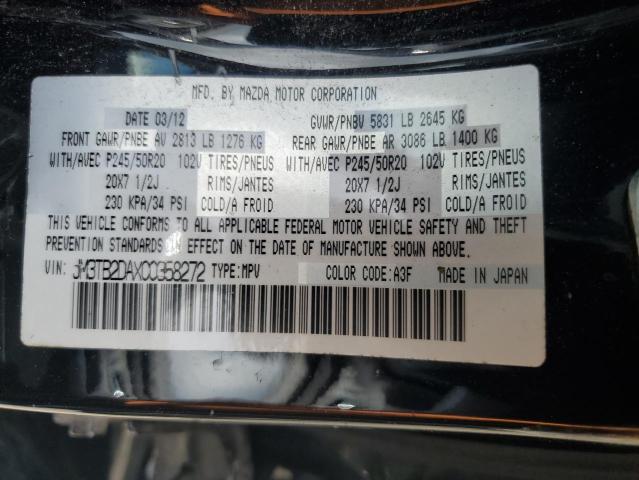 MFD. BY MAZDA MOTOR CORPORATION
DATE 03/12 GVWR/PNBV 5831 LB 2645 KG
FRONT GAWR/PNBE AV 2813 LB 1276 KG REAR GAWR/PNBE AR 3086 LB 1400 KG
WITH/AVEC P245/50R20 102V TIRES/PNEUS WITH/AVEC P245/50R20 102V TIRES/PNEUS
20X7 1/2J RIMS/JANTES 20X7 1/2J RIMS/JANTES
230 KPA/34 PSI COLD/A FROID 230 KPA/34 PSI COLD/A FROID
THIS VEHICLE CONFORMS TO ALL APPLICABLE FEDERAL MOTOR VEHICLE SAFETY AND THEFT
PREVENTION STANDARDS IN EFFECT ON THE DATE OF MANUFACTURE SHOWN ABOVE.
VIN: JM3TB2DAXC0358272 TYPE:MPV COLOR CODE:A3F MADE IN JAPAN